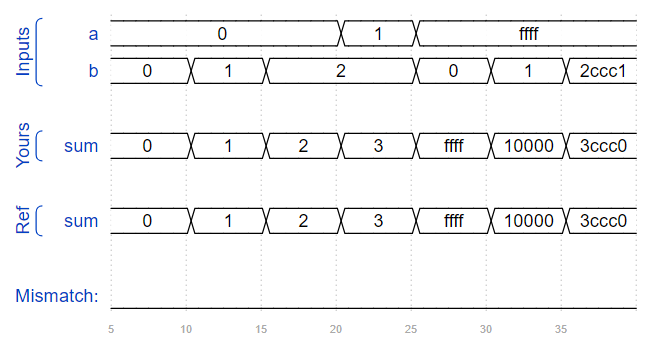 Inputs
a 0 1 ffff
b 0 1 2 0 1 2ccc1
Yours
sum 0 1 2 3 ffff 10000 3ccc0
Ref
sum 0 1 2 3 ffff 10000 3ccc0
Mismatch:
5 10 15 20 25 30 35